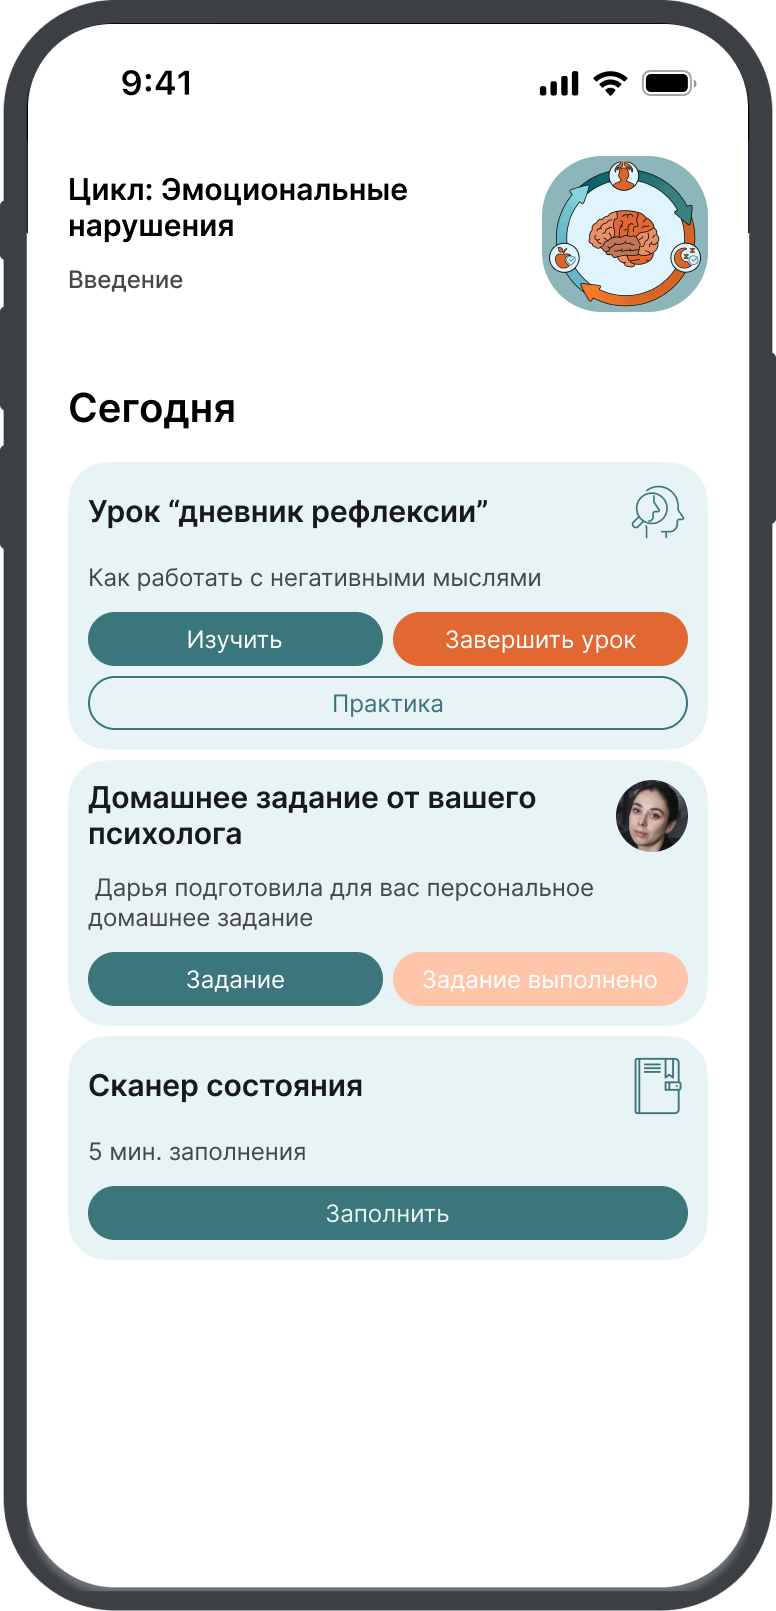 9:41
Цикл: Эмоциональные
нарушения
Введение
Сегодня
Урок “дневник рефлексии”
Как работать с негативными мыслями
Изучить
Завершить урок
Практика
Домашнее задание от вашего
психолога
Дарья подготовила для вас персональное
домашнее задание
Задание
Задание выполнено
Сканер состояния
5 мин. заполнения
Заполнить